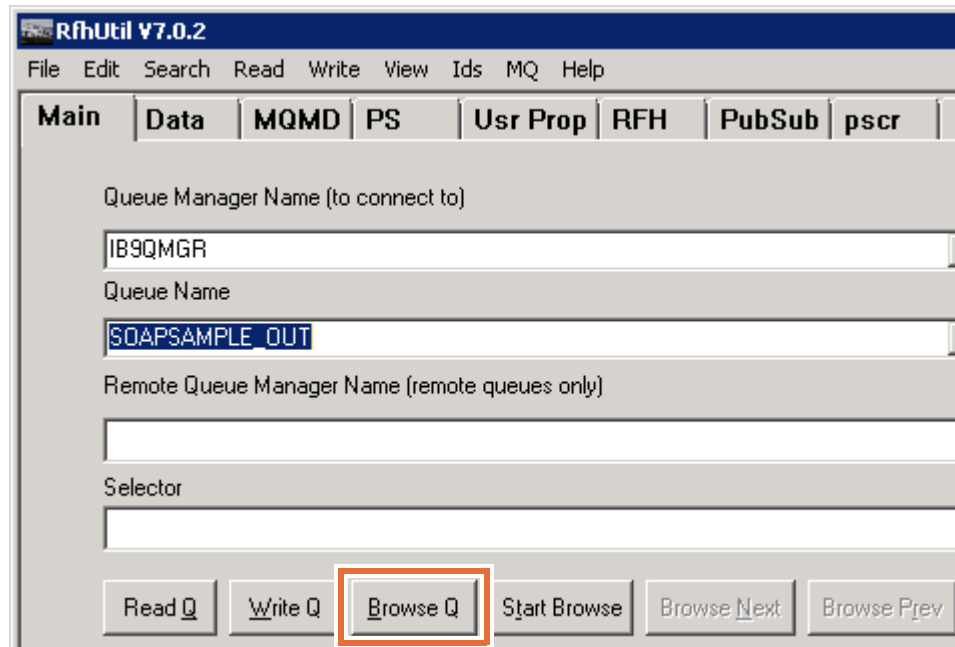 RfhUtil V7.0.2
File Edit Search Read Write View Ids MQ Help
Main Data MQMD PS Usr Prop RFH PubSub pscr
Queue Manager Name (to connect to)
IB9QMGR
Queue Name
SOAPSAMPLE_OUT
Remote Queue Manager Name (remote queues only)
Selector
Read Q Write Q Browse Q Start Browse Browse Next Browse Prev